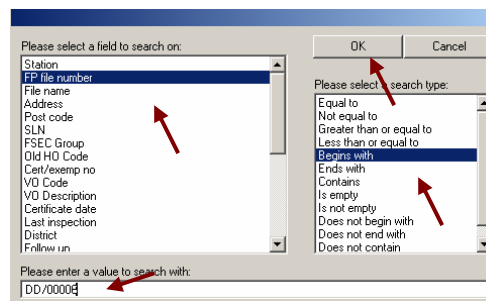 Please select a field to search on:
Station
FP file number
File name
Address
Post code
SLN
FSEC Group
Old HO Code
Cert/exemp no
VO Code
VO Description
Certificate date
Last inspection
District
Follow up
OK
Cancel
Please select a search type:
Equal to
Not equal to
Greater than or equal to
Less than or equal to
Begins with
Ends with
Contains
Is empty
Is not empty
Does not begin with
Does not end with
Does not contain
Please enter a value to search with:
DD/00006